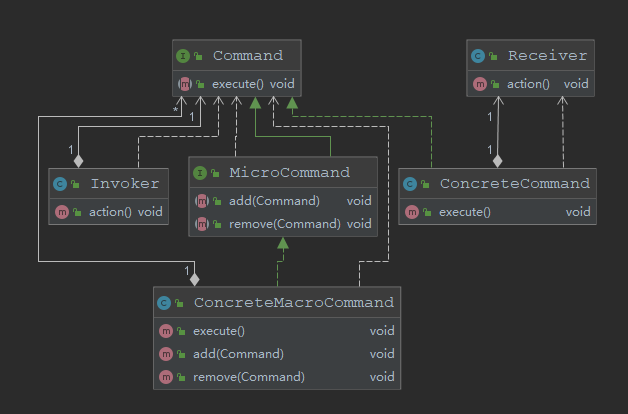 Command
execute() void
Receiver
action() void
*
1
1
Invoker
action() void
MicroCommand
add(Command) void
remove(Command) void
1
1
ConcreteCommand
execute() void
1
ConcreteMacroCommand
execute() void
add(Command) void
remove(Command) void